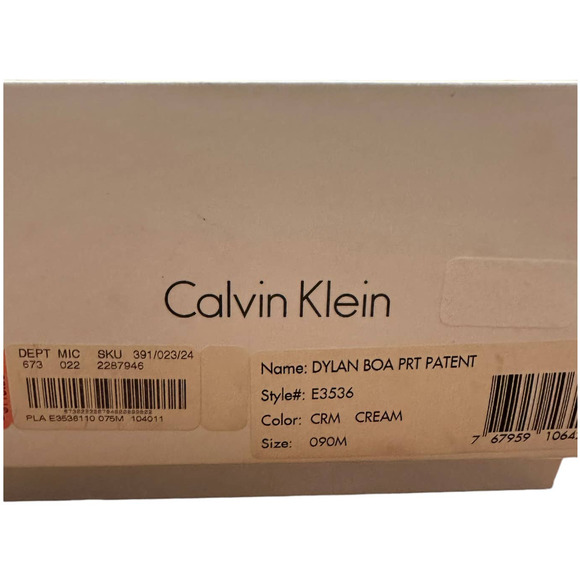 Calvin Klein
DEPT MIC SKU 391/023/24
673 022 2287946
PLA E3536110 075M 104011
Name: DYLAN BOA PRT PATENT
Style#: E3536
Color: CRM CREAM
Size: 090M
7 67959 1064